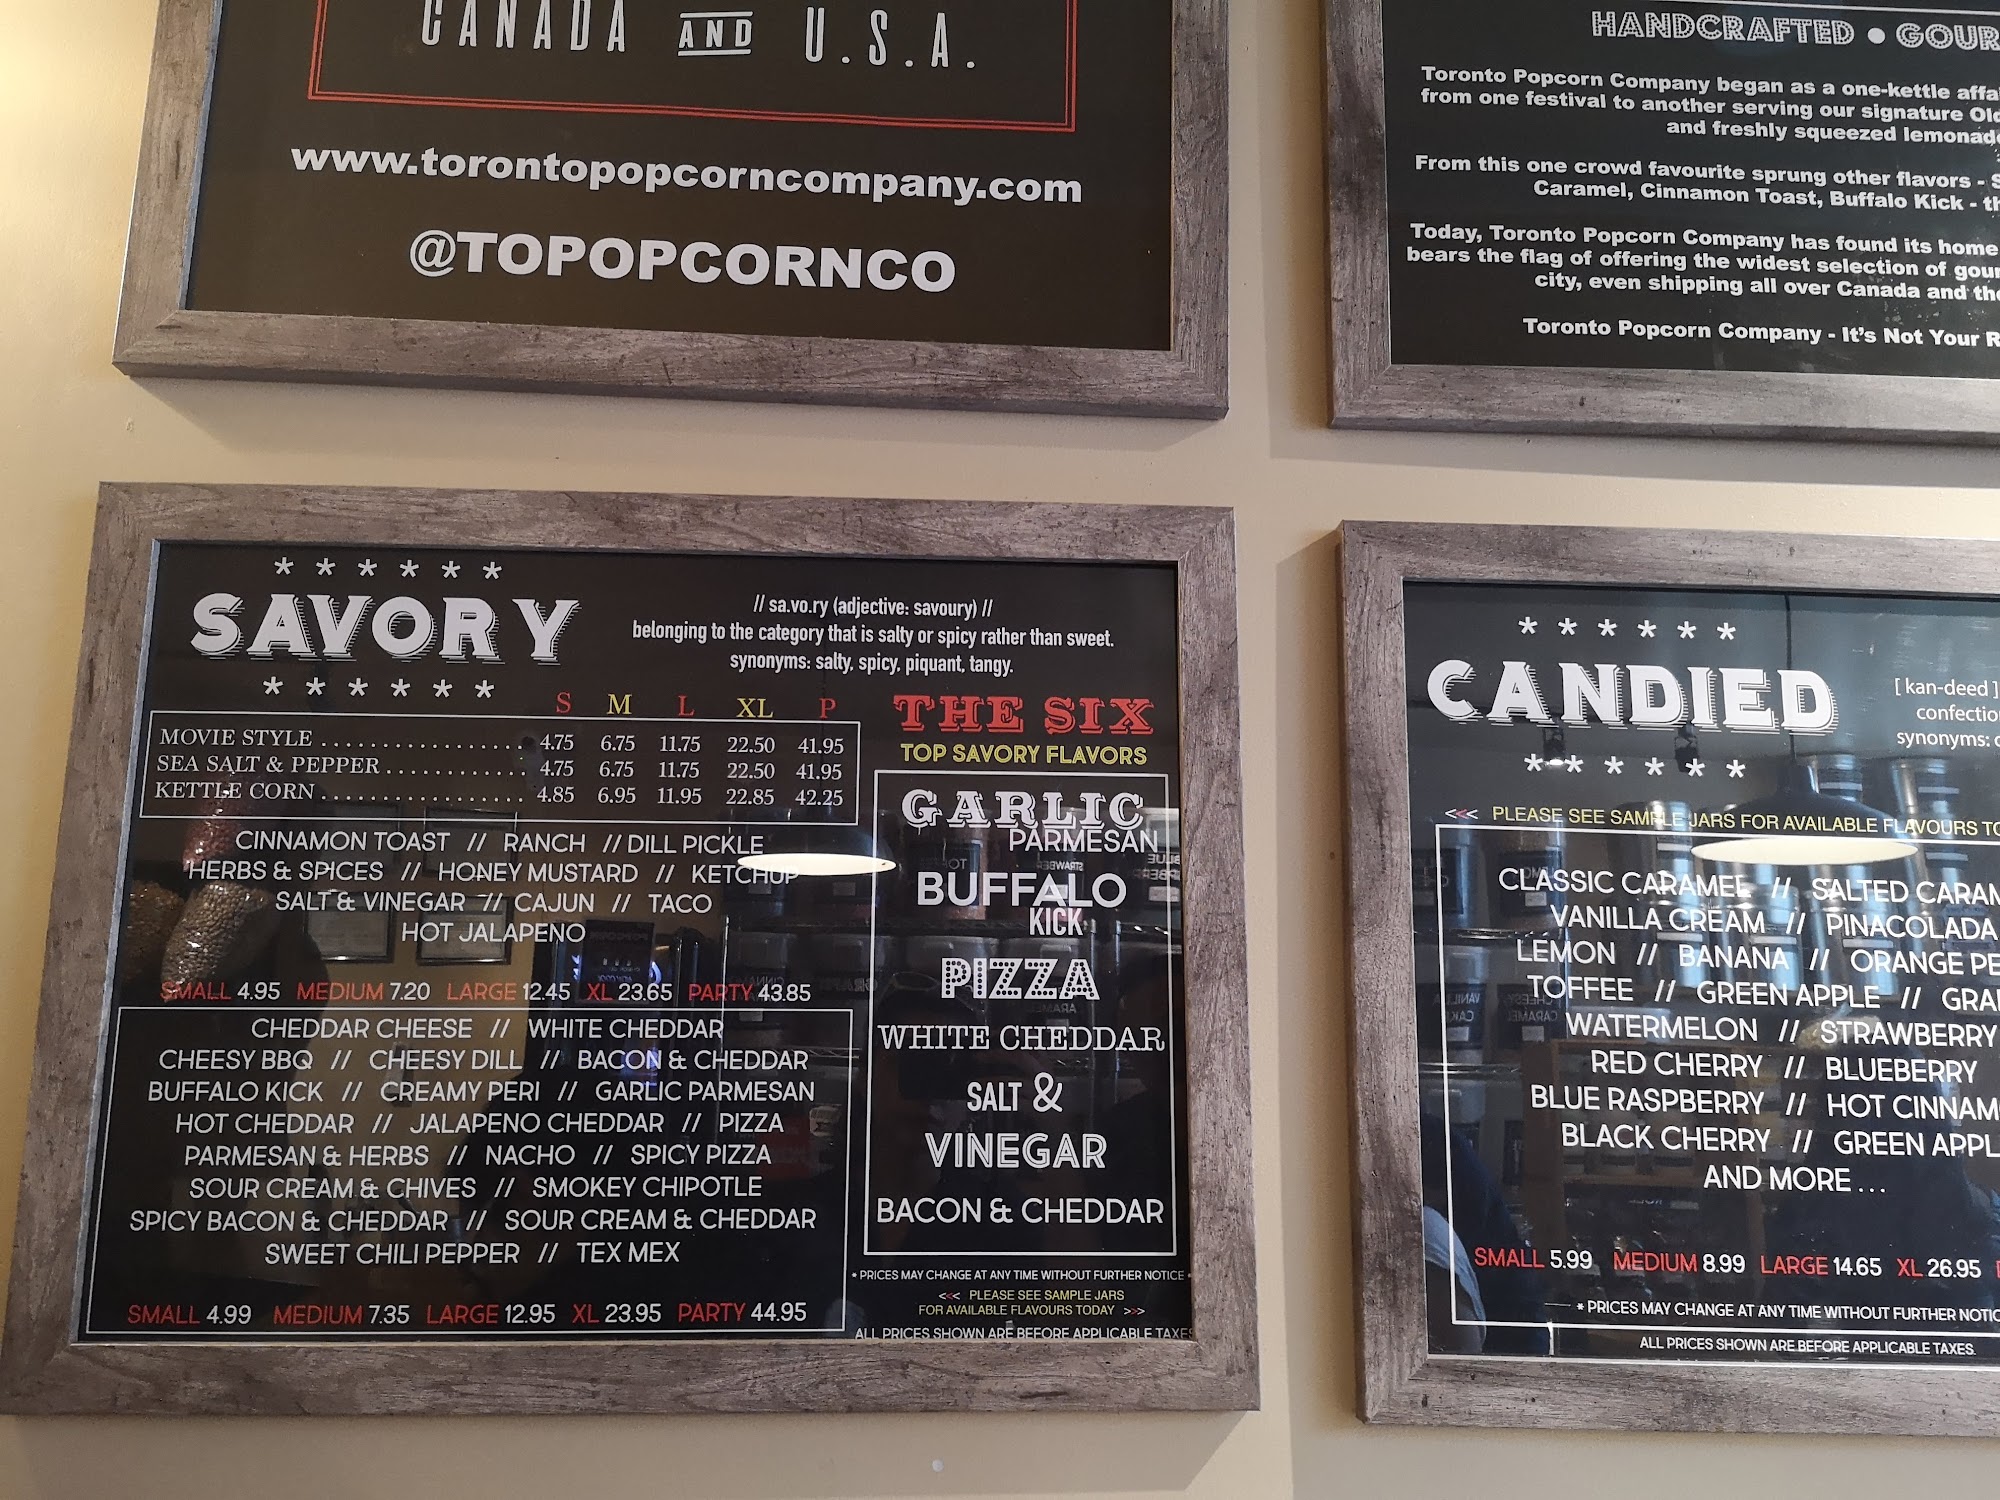 CANADA AND U.S.A.
www.torontopopcorncompany.com
@TOPOPCORNCO
HANDCRAFTED •
Toronto Popcorn Company began as a one-kettle
from one festival to another serving our signature
and freshly squeezed
From this one crowd favourite sprung other flavors -
Caramel, Cinnamon Toast, Buffalo Kick -
Today, Toronto Popcorn Company has found its home
bears the flag of offering the widest selection of
city, even shipping all over Canada and
Toronto Popcorn Company - It's Not Your
* * * * * *
SAVORY
* * * * * *
// sa.vo.ry (adjective: savoury) //
belonging to the category that is salty or spicy rather than sweet.
synonyms: salty, spicy, piquant, tangy.
S M L XL P
MOVIE STYLE .................... 4.75 6.75 11.75 22.50 41.95
SEA SALT & PEPPER ............. 4.75 6.75 11.75 22.50 41.95
KETTLE CORN .................... 4.85 6.95 11.95 22.85 42.25
CINNAMON TOAST // RANCH // DILL PICKLE
HERBS & SPICES // HONEY MUSTARD // KETCHUP
SALT & VINEGAR // CAJUN // TACO
HOT JALAPENO
SMALL 4.95 MEDIUM 7.20 LARGE 12.45 XL 23.65 PARTY 43.85
CHEDDAR CHEESE // WHITE CHEDDAR
CHEESY BBQ // CHEESY DILL // BACON & CHEDDAR
BUFFALO KICK // CREAMY PERI // GARLIC PARMESAN
HOT CHEDDAR // JALAPENO CHEDDAR // PIZZA
PARMESAN & HERBS // NACHO // SPICY PIZZA
SOUR CREAM & CHIVES // SMOKEY CHIPOTLE
SPICY BACON & CHEDDAR // SOUR CREAM & CHEDDAR
SWEET CHILI PEPPER // TEX MEX
SMALL 4.99 MEDIUM 7.35 LARGE 12.95 XL 23.95 PARTY 44.95
THE SIX
TOP SAVORY FLAVORS
GARLIC
PARMESAN
BUFFALO
KICK
PIZZA
WHITE CHEDDAR
SALT &
VINEGAR
BACON & CHEDDAR
* PRICES MAY CHANGE AT ANY TIME WITHOUT FURTHER NOTICE *
<<< PLEASE SEE SAMPLE JARS
FOR AVAILABLE FLAVOURS TODAY >>>
ALL PRICES SHOWN ARE BEFORE APPLICABLE TAXES
* * * * * *
CANDIED
* * * * * *
[ kan-deed ]
synonyms:
<<< PLEASE SEE SAMPLE JARS FOR AVAILABLE FLAVOURS
CLASSIC CARAMEL // SALTED
VANILLA CREAM // PINACOLADA
LEMON // BANANA // ORANGE
TOFFEE // GREEN APPLE //
WATERMELON // STRAWBERRY
RED CHERRY // BLUEBERRY
BLUE RASPBERRY // HOT
BLACK CHERRY // GREEN
AND MORE ...
SMALL 5.99 MEDIUM 8.99 LARGE 14.65 XL 26.95
* PRICES MAY CHANGE AT ANY TIME WITHOUT FURTHER
ALL PRICES SHOWN ARE BEFORE APPLICABLE TAXES.